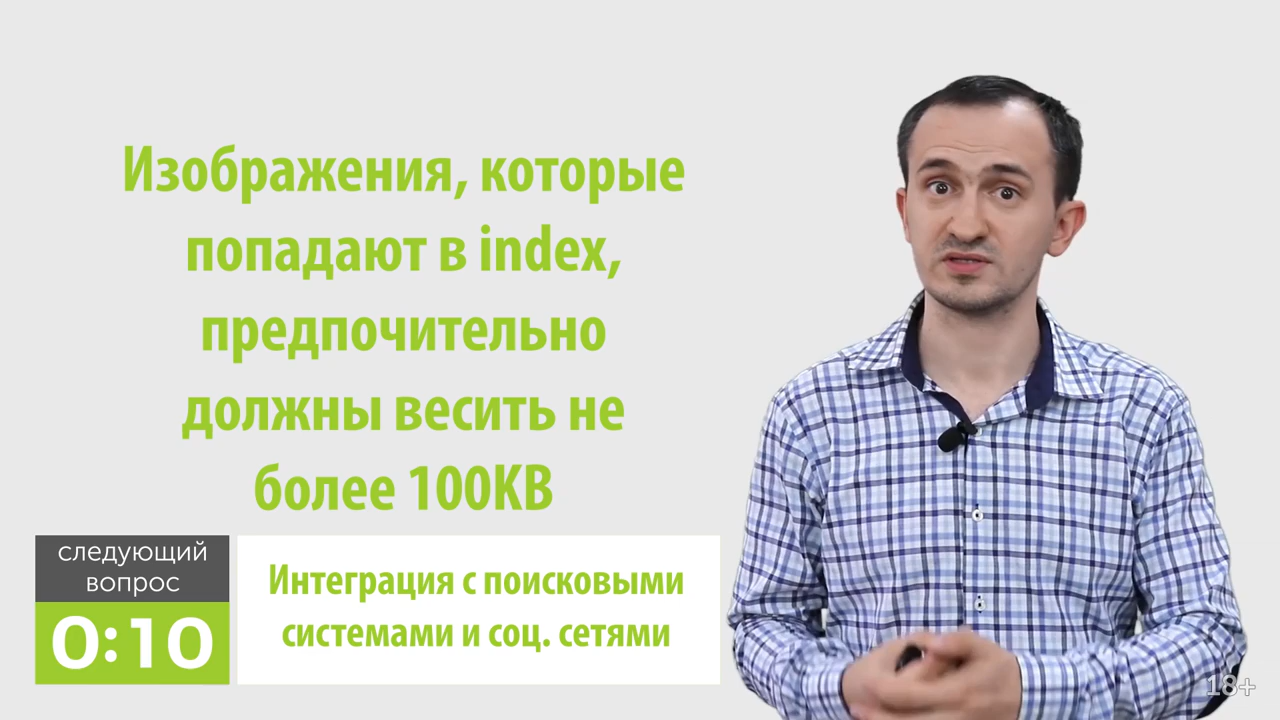 Изображения, которые
попадают в index,
предпочительно
должны весить не
более 100KB
следующий
вопрос
0:10
Интеграция с поисковыми
системами и соц. сетями
18+